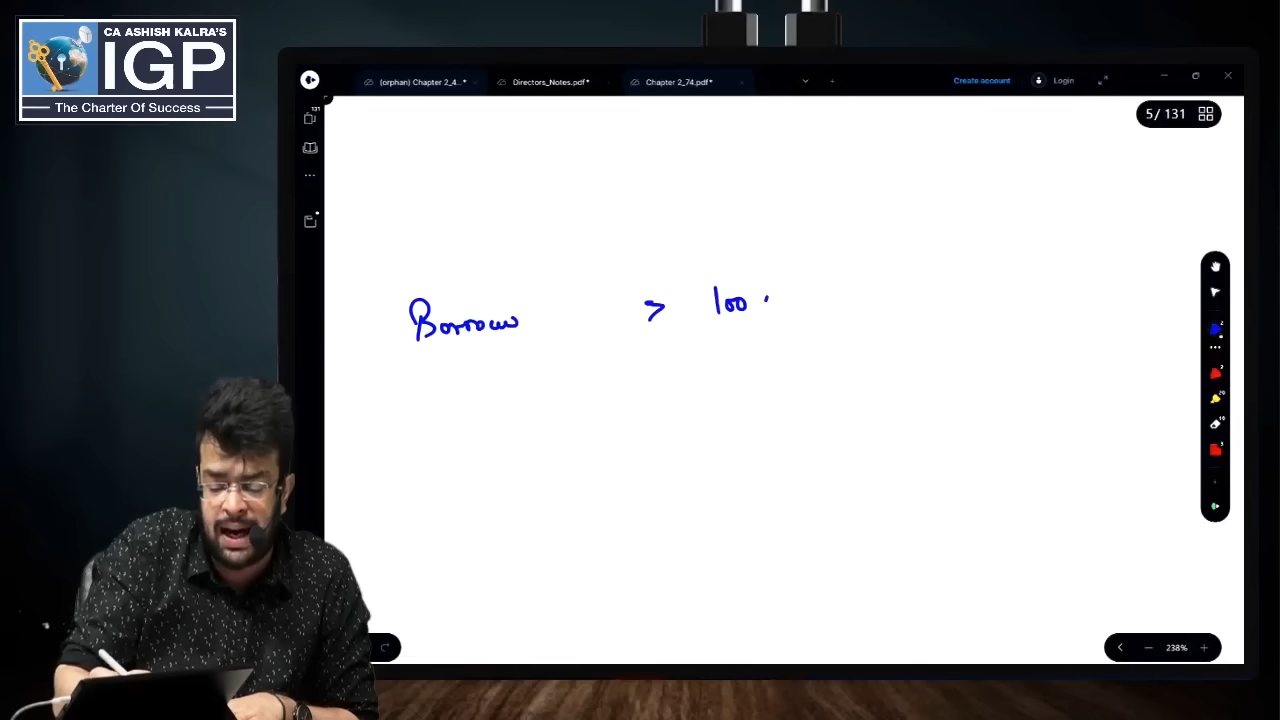 CA ASHISH KALRA'S
IGP
The Charter Of Success
(orphan) Chapter 2_4...*
Directors_Notes.pdf*
Chapter 2_74.pdf*
Create account
Login
131
5/ 131
Borrow > 100
238%